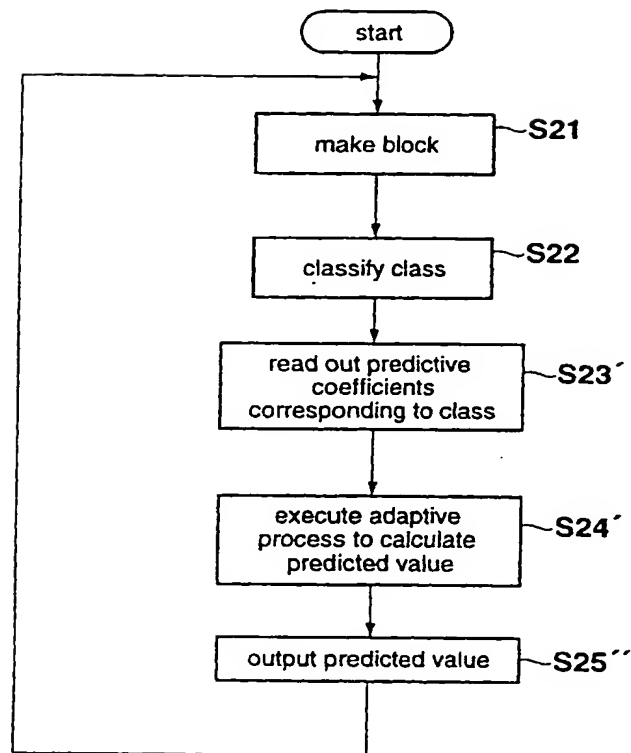 start
make block
S21
classify class
S22
read out predictive
coefficients
corresponding to class
S23´
execute adaptive
process to calculate
predicted value
S24´
output predicted value
S25´´